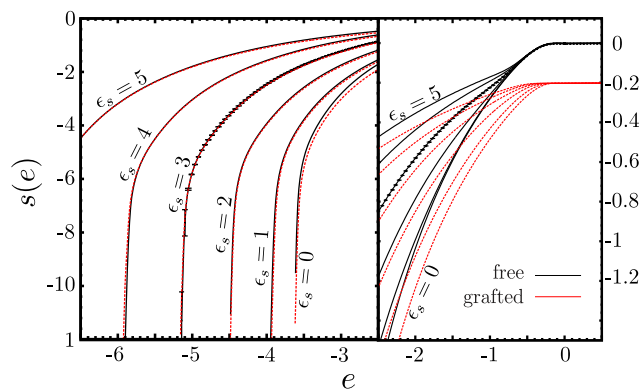 0
-2
-4
-6
-8
-10
1
s(e)
-6
-5
-4
-3
e
ϵₛ = 5
ϵₛ = 4
ϵₛ = 3
ϵₛ = 2
ϵₛ = 1
ϵₛ = 0
0
-0.2
-0.4
-0.6
-0.8
-1
-1.2
-2
-1
0
ϵₛ = 5
ϵₛ = 0
free
grafted